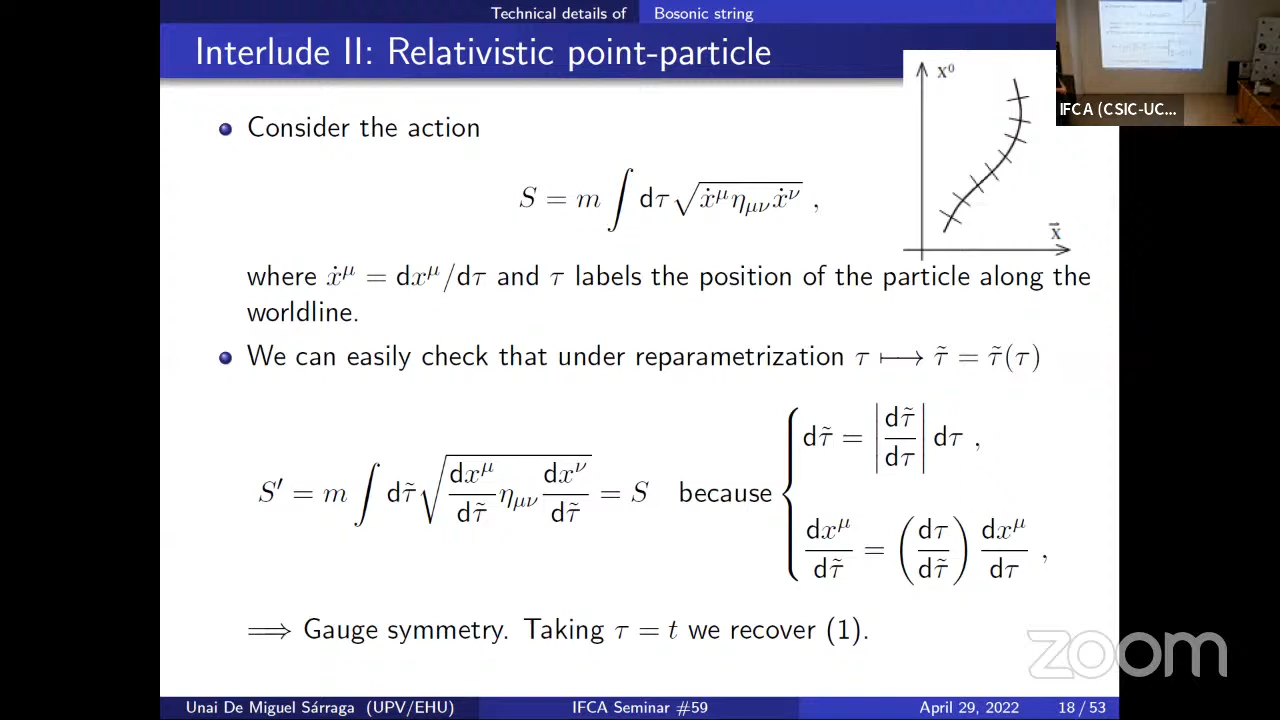 Technical details of Bosonic string
Interlude II: Relativistic point-particle
X⁰
IFCA (CSIC-UC...
Consider the action
S = m ∫ dτ √(ẋ^μ η_μν ẋ^ν) ,
x⃗
where ẋ^μ = dx^μ/dτ and τ labels the position of the particle along the
worldline.
We can easily check that under reparametrization τ ⟼ τ̃ = τ̃(τ)
S′ = m ∫ dτ̃ √(dx^μ/dτ̃ η_μν dx^ν/dτ̃) = S because
dτ̃ = |dτ̃/dτ| dτ ,
dx^μ/dτ̃ = (dτ/dτ̃) dx^μ/dτ ,
⟹ Gauge symmetry. Taking τ = t we recover (1).
zoom
Unai De Miguel Sárraga (UPV/EHU) IFCA Seminar #59 April 29, 2022 18 / 53